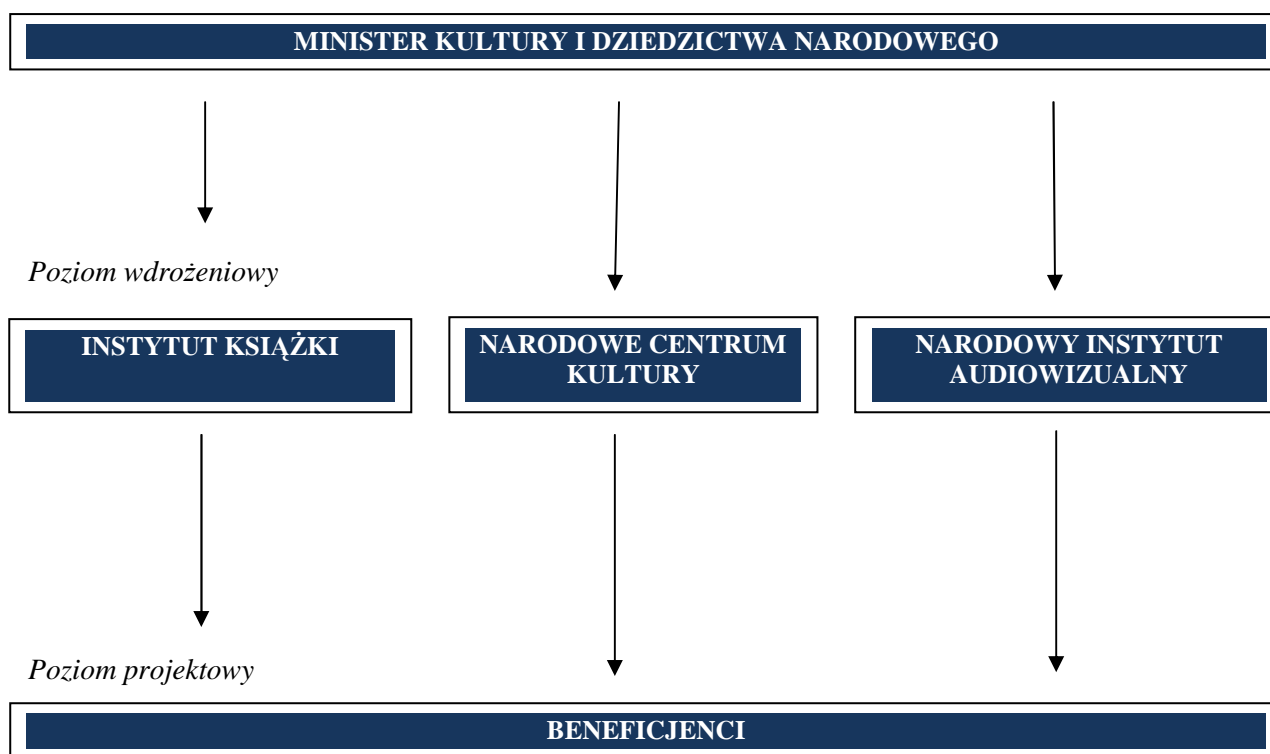 MINISTER KULTURY I DZIEDZICTWA NARODOWEGO
Poziom wdrożeniowy
INSTYTUT KSIĄŻKI
NARODOWE CENTRUM
KULTURY
NARODOWY INSTYTUT
AUDIOWIZUALNY
Poziom projektowy
BENEFICJENCI